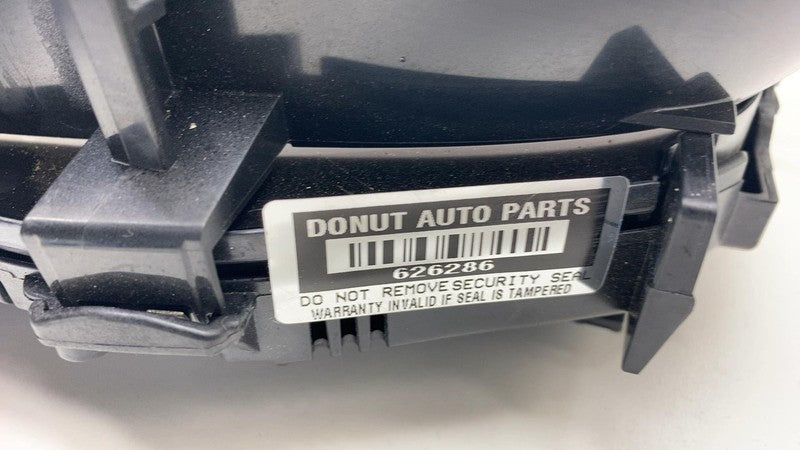 DONUT AUTO PARTS
626286
DO NOT REMOVE SECURITY SEAL
WARRANTY INVALID IF SEAL IS TAMPERED